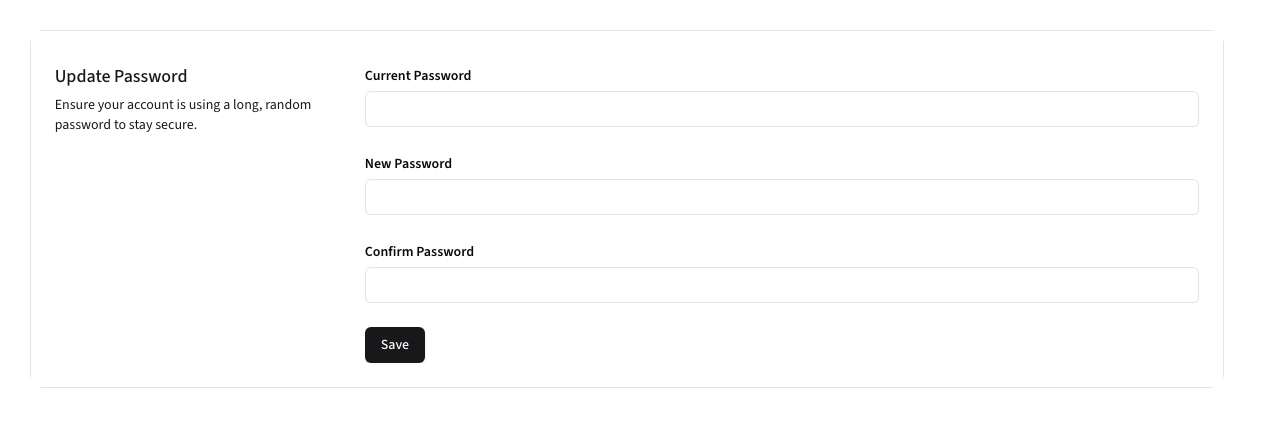 Update Password
Ensure your account is using a long, random
password to stay secure.
Current Password
New Password
Confirm Password
Save